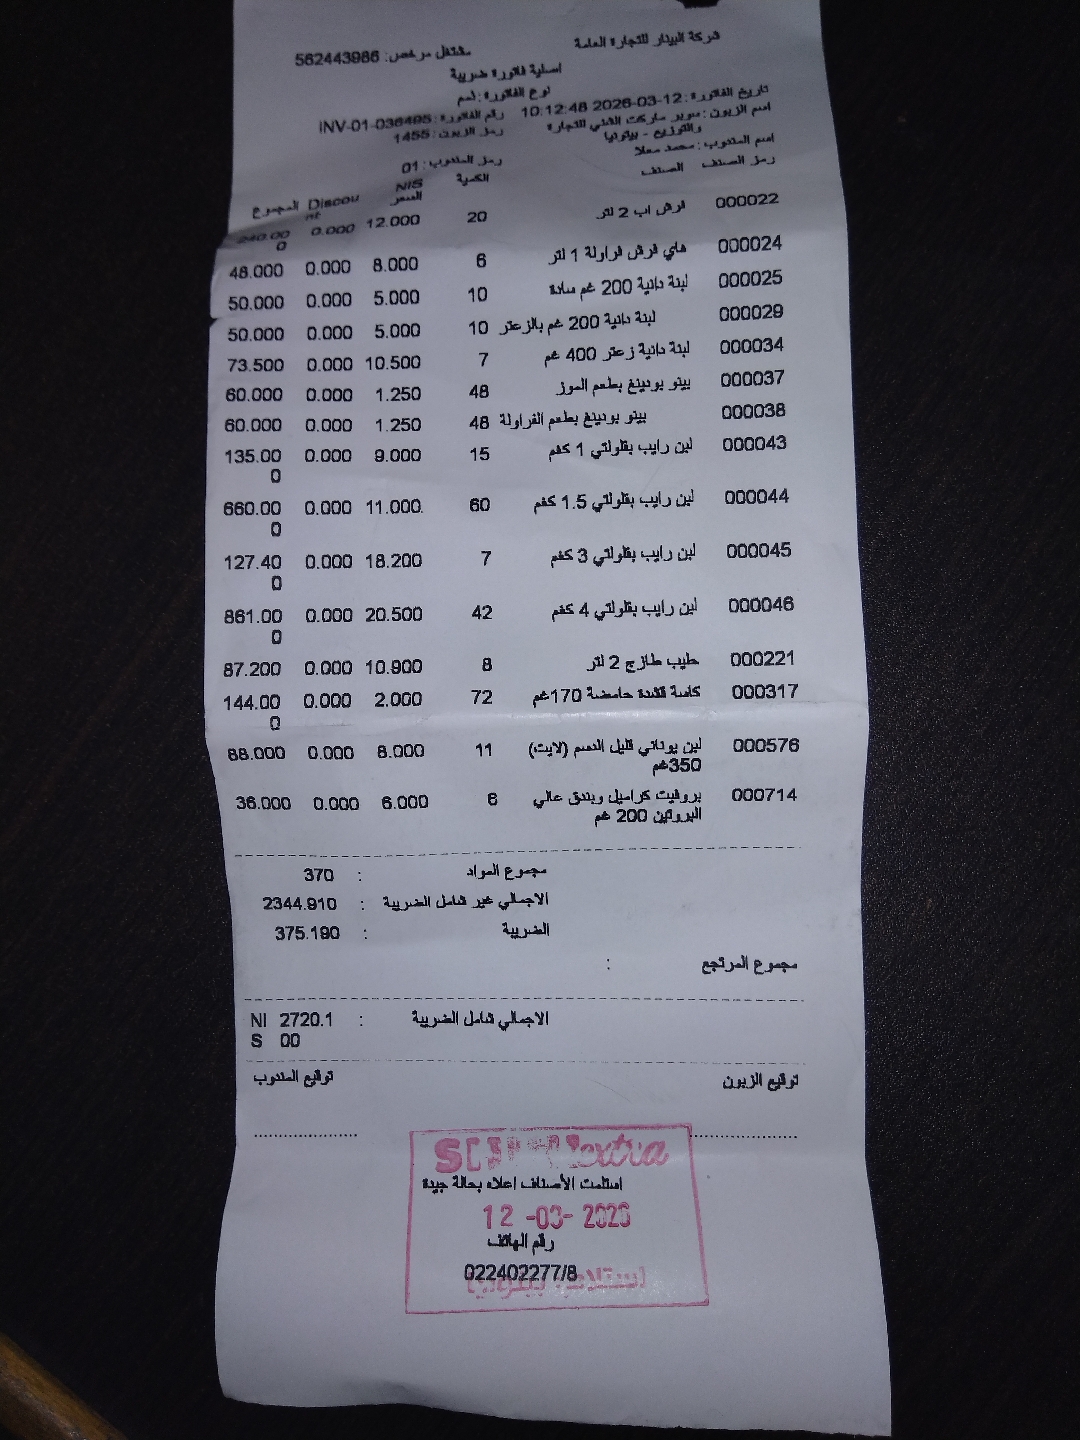 شركة البينار للتجارة العامة
مشتغل مرخص: 562443986
اصلية فاتورة ضريبة
نوع الفاتورة: ذمم
تاريخ الفاتورة: 12-03-2026 10:12:48
رقم الفاتورة: INV-01-036495
اسم الزبون: سوبر ماركت الشني للتجارة والتوزيع - بيتونيا
رمز الزبون: 1455
اسم المندوب: محمد معلا
رمز المندوب: 01
رمز الصنف الصنف الكمية NIS السعر Discount المجموع
000022 فرش اب 2 لتر 20 12.000 0.000 240.000
000024 هاي فرش فراولة 1 لتر 6 8.000 0.000 48.000
000025 لبنة دانية 200 غم سادة 10 5.000 0.000 50.000
000029 لبنة دانية 200 غم بالزعتر 10 5.000 0.000 50.000
000034 لبنة دانية زعتر 400 غم 7 10.500 0.000 73.500
000037 بينو بودينغ بطعم الموز 48 1.250 0.000 60.000
000038 بينو بودينغ بطعم الفراولة 48 1.250 0.000 60.000
000043 لبن رايب بقلولتي 1 كغم 15 9.000 0.000 135.000
000044 لبن رايب بقلولتي 1.5 كغم 60 11.000 0.000 660.000
000045 لبن رايب بقلولتي 3 كغم 7 18.200 0.000 127.400
000046 لبن رايب بقلولتي 4 كغم 42 20.500 0.000 861.000
000221 حليب طازج 2 لتر 8 10.900 0.000 87.200
000317 كاسة قشدة حامضة 170غم 72 2.000 0.000 144.000
000576 لبن يوناني قليل الدسم (لايت) 350غم 11 8.000 0.000 88.000
000714 بروفيت كراميل وبندق عالي البروتين 200 غم 6 6.000 0.000 36.000
مجموع المواد : 370
الاجمالي غير شامل الضريبة : 2344.910
الضريبة : 375.190
مجموع المرتجع :
الاجمالي شامل الضريبة : 2720.100 NIS
توقيع الزبون توقيع المندوب
extra
استلمت الأصناف اعلاه بحالة جيدة
12 -03- 2026
رقم الهاتف
022402277/8